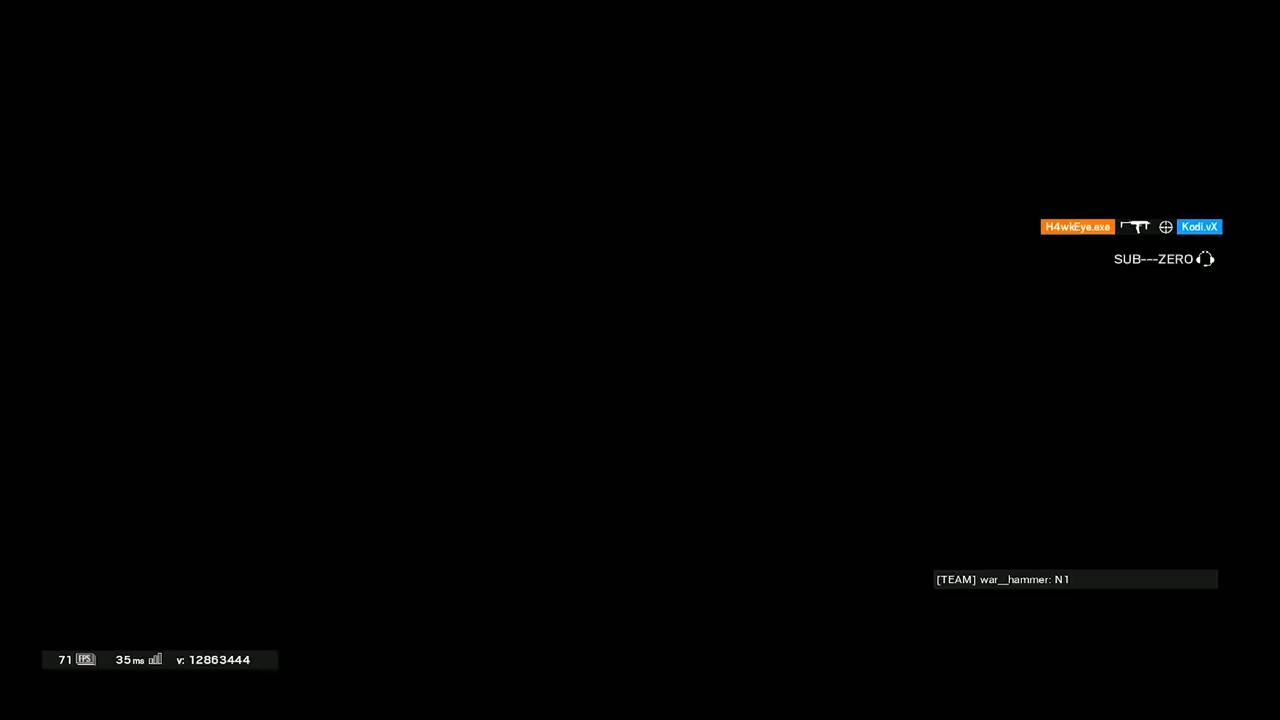 H4wkEye.exe Kodi.vX
SUB---ZERO
[TEAM] war__hammer: N1
71 FPS 35 ms v: 12863444